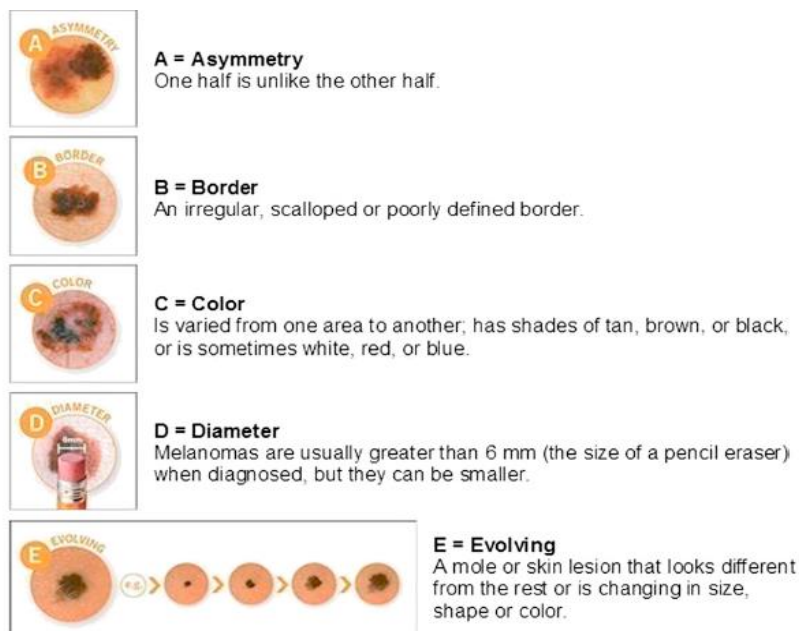 A ASYMMETRY
A = Asymmetry
One half is unlike the other half.
B BORDER
B = Border
An irregular, scalloped or poorly defined border.
C COLOR
C = Color
Is varied from one area to another; has shades of tan, brown, or black,
or is sometimes white, red, or blue.
D DIAMETER
6mm
D = Diameter
Melanomas are usually greater than 6 mm (the size of a pencil eraser)
when diagnosed, but they can be smaller.
E EVOLVING
e.g.
E = Evolving
A mole or skin lesion that looks different
from the rest or is changing in size,
shape or color.